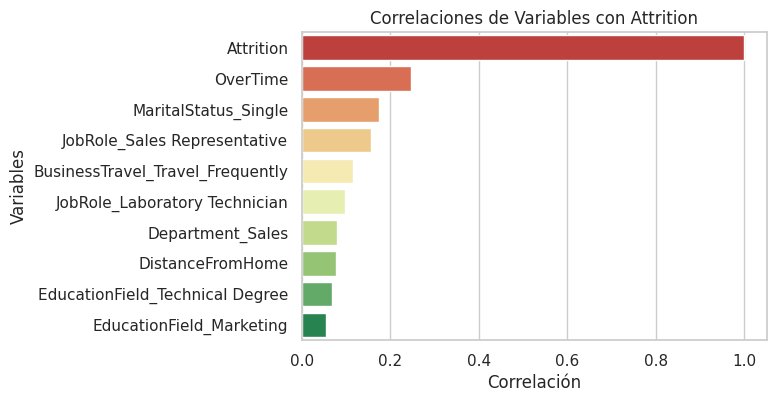 Correlaciones de Variables con Attrition
Variables
Attrition
OverTime
MaritalStatus_Single
JobRole_Sales Representative
BusinessTravel_Travel_Frequently
JobRole_Laboratory Technician
Department_Sales
DistanceFromHome
EducationField_Technical Degree
EducationField_Marketing
0.0 0.2 0.4 0.6 0.8 1.0
Correlación